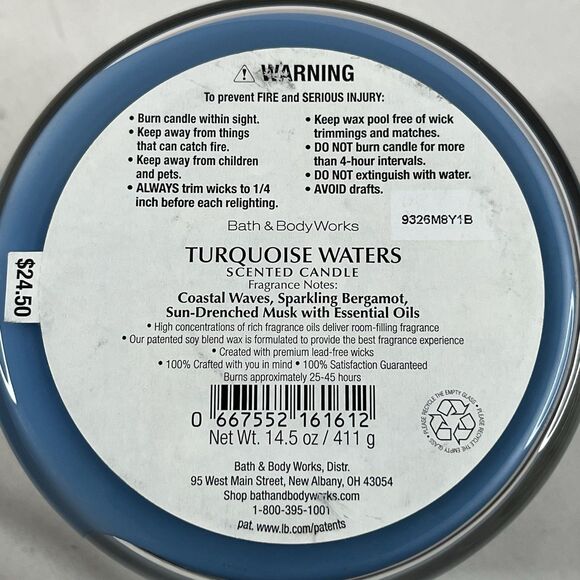 ⚠ WARNING
To prevent FIRE and SERIOUS INJURY:
• Burn candle within sight.
• Keep away from things
that can catch fire.
• Keep away from children
and pets.
• ALWAYS trim wicks to 1/4
inch before each relighting.
• Keep wax pool free of wick
trimmings and matches.
• DO NOT burn candle for more
than 4-hour intervals.
• DO NOT extinguish with water.
• AVOID drafts.
9326M8Y1B
Bath & Body Works
TURQUOISE WATERS
SCENTED CANDLE
Fragrance Notes:
Coastal Waves, Sparkling Bergamot,
Sun-Drenched Musk with Essential Oils
• High concentrations of rich fragrance oils deliver room-filling fragrance
• Our patented soy blend wax is formulated to provide the best fragrance experience
• Created with premium lead-free wicks
• 100% Crafted with you in mind • 100% Satisfaction Guaranteed
Burns approximately 25-45 hours
0 667552 161612
Net Wt. 14.5 oz / 411 g
Bath & Body Works, Distr.
95 West Main Street, New Albany, OH 43054
Shop bathandbodyworks.com
1-800-395-1001
pat. www.lb.com/patents
$24.50
• PLEASE RECYCLE THE EMPTY GLASS • PLEASE RECYCLE THE EMPTY GLASS